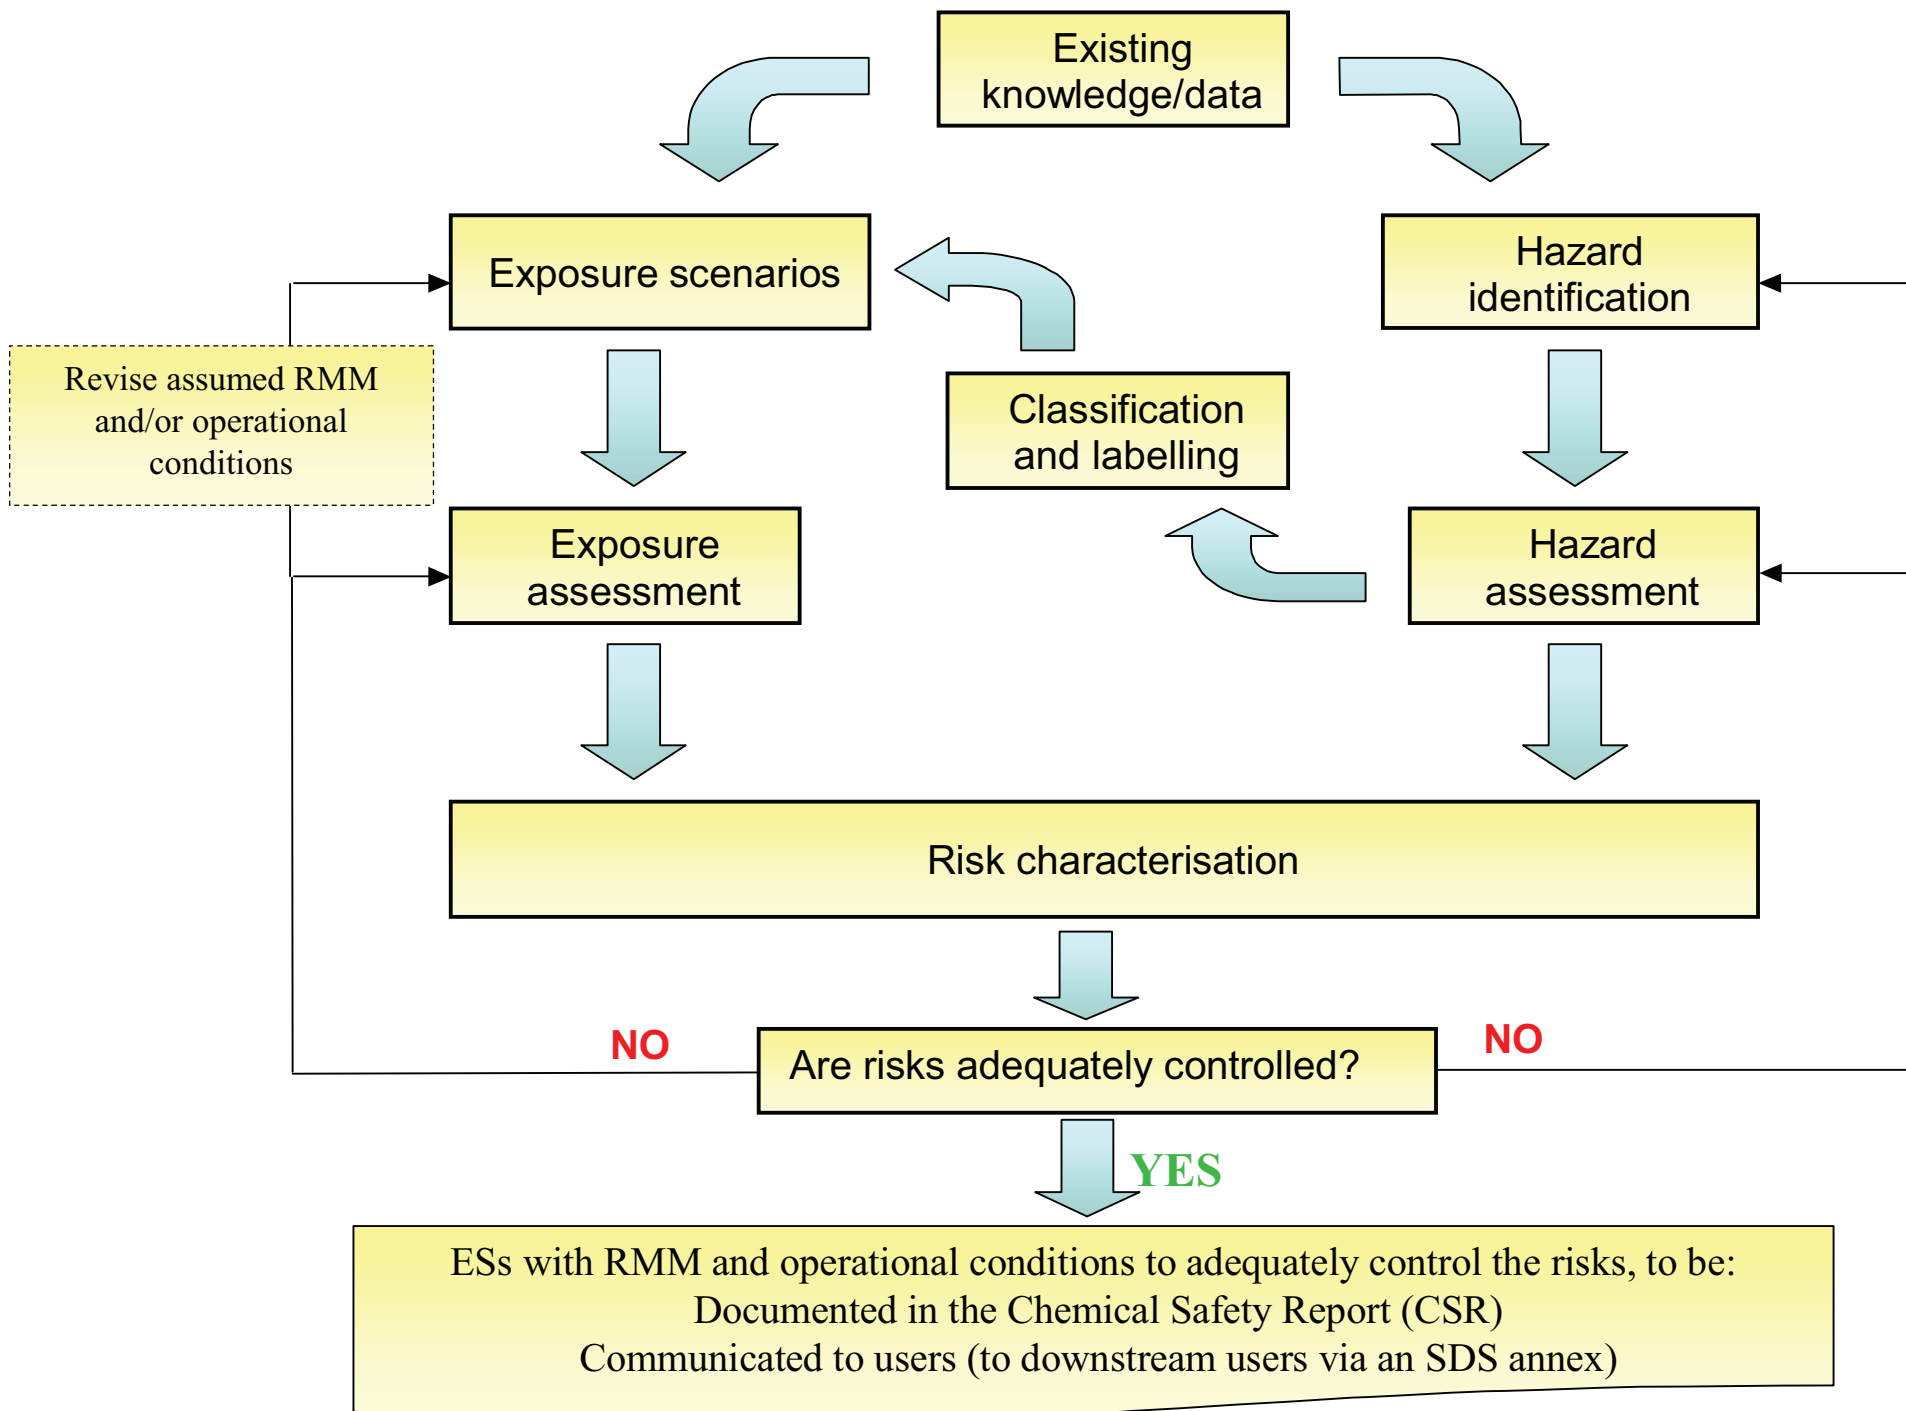 Existing
knowledge/data
Exposure scenarios
Hazard
identification
Revise assumed RMM
and/or operational
conditions
Classification
and labelling
Exposure
assessment
Hazard
assessment
Risk characterisation
NO
Are risks adequately controlled?
NO
YES
ESs with RMM and operational conditions to adequately control the risks, to be:
Documented in the Chemical Safety Report (CSR)
Communicated to users (to downstream users via an SDS annex)